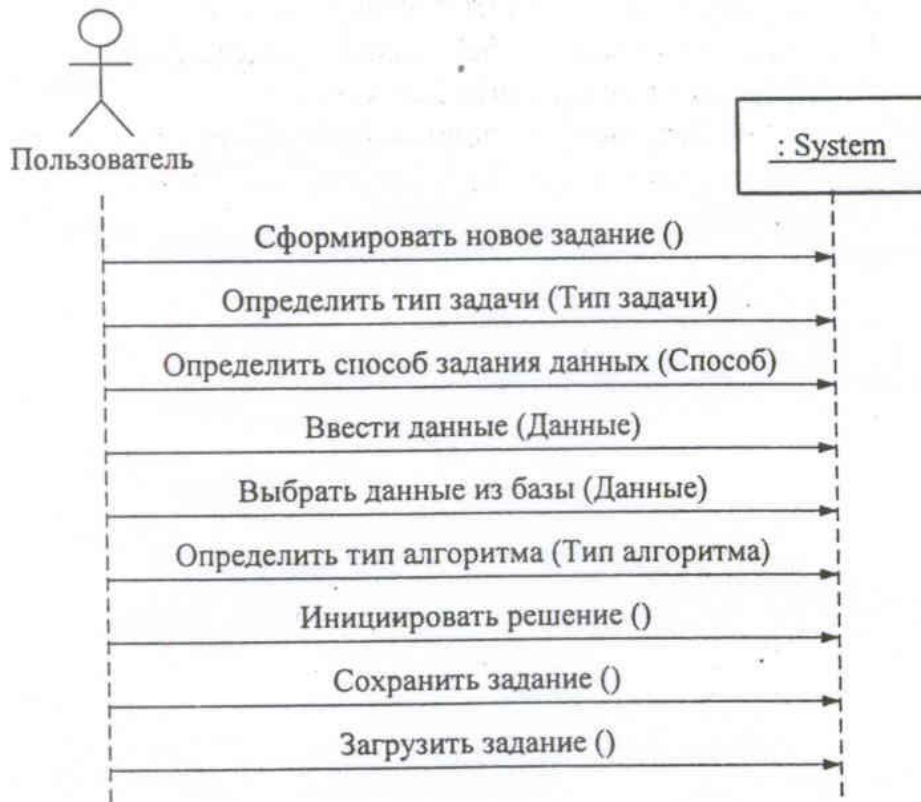 Пользователь
: System
Сформировать новое задание ()
Определить тип задачи (Тип задачи)
Определить способ задания данных (Способ)
Ввести данные (Данные)
Выбрать данные из базы (Данные)
Определить тип алгоритма (Тип алгоритма)
Инициировать решение ()
Сохранить задание ()
Загрузить задание ()